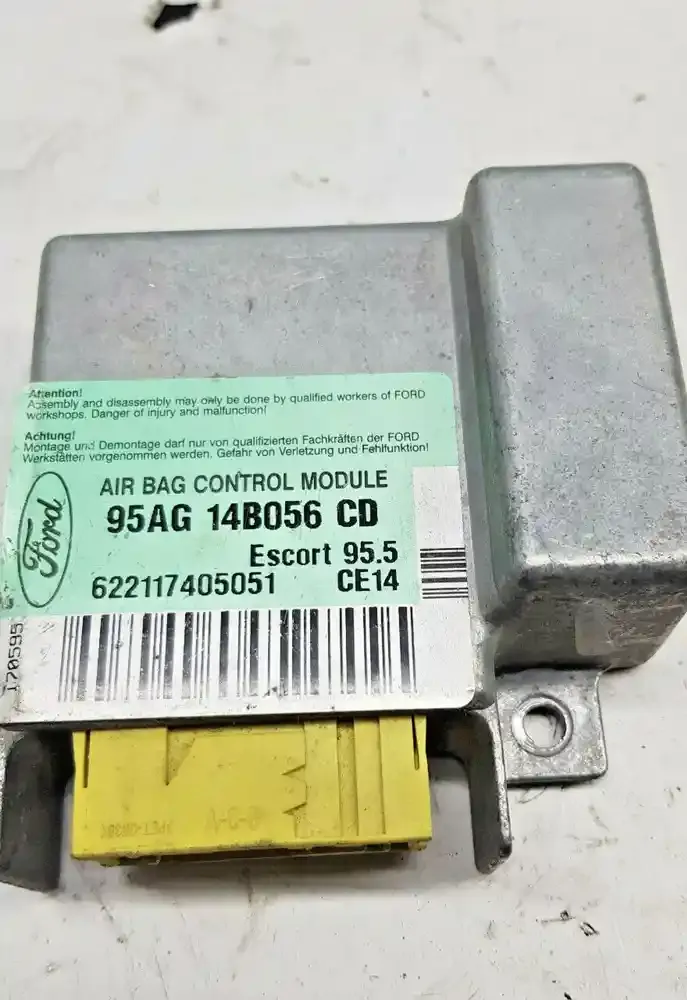 Attention!
Assembly and disassembly may only be done by qualified workers of FORD
workshops. Danger of injury and malfunction!
Achtung!
Montage und Demontage darf nur von qualifizierten Fachkräften der FORD
Werkstätten vorgenommen werden. Gefahr von Verletzung und Fehlfunktion!
AIR BAG CONTROL MODULE
Ford
95AG 14B056 CD
Escort 95.5
622117405051 CE14
170595